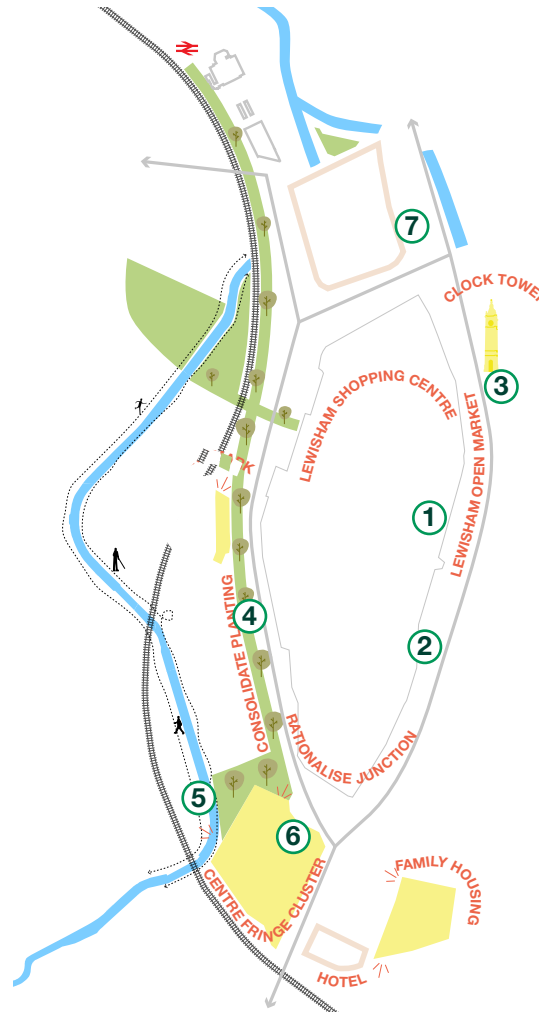 7
CLOCK TOWE
3
LEWISHAM SHOPPING CENTRE
LEWISHAM OPEN MARKET
1
CONSOLIDATE PLANTING
4
2
RATIONALISE JUNCTION
5
6
CENTRE FRINGE CLUSTER
FAMILY HOUSING
HOTEL